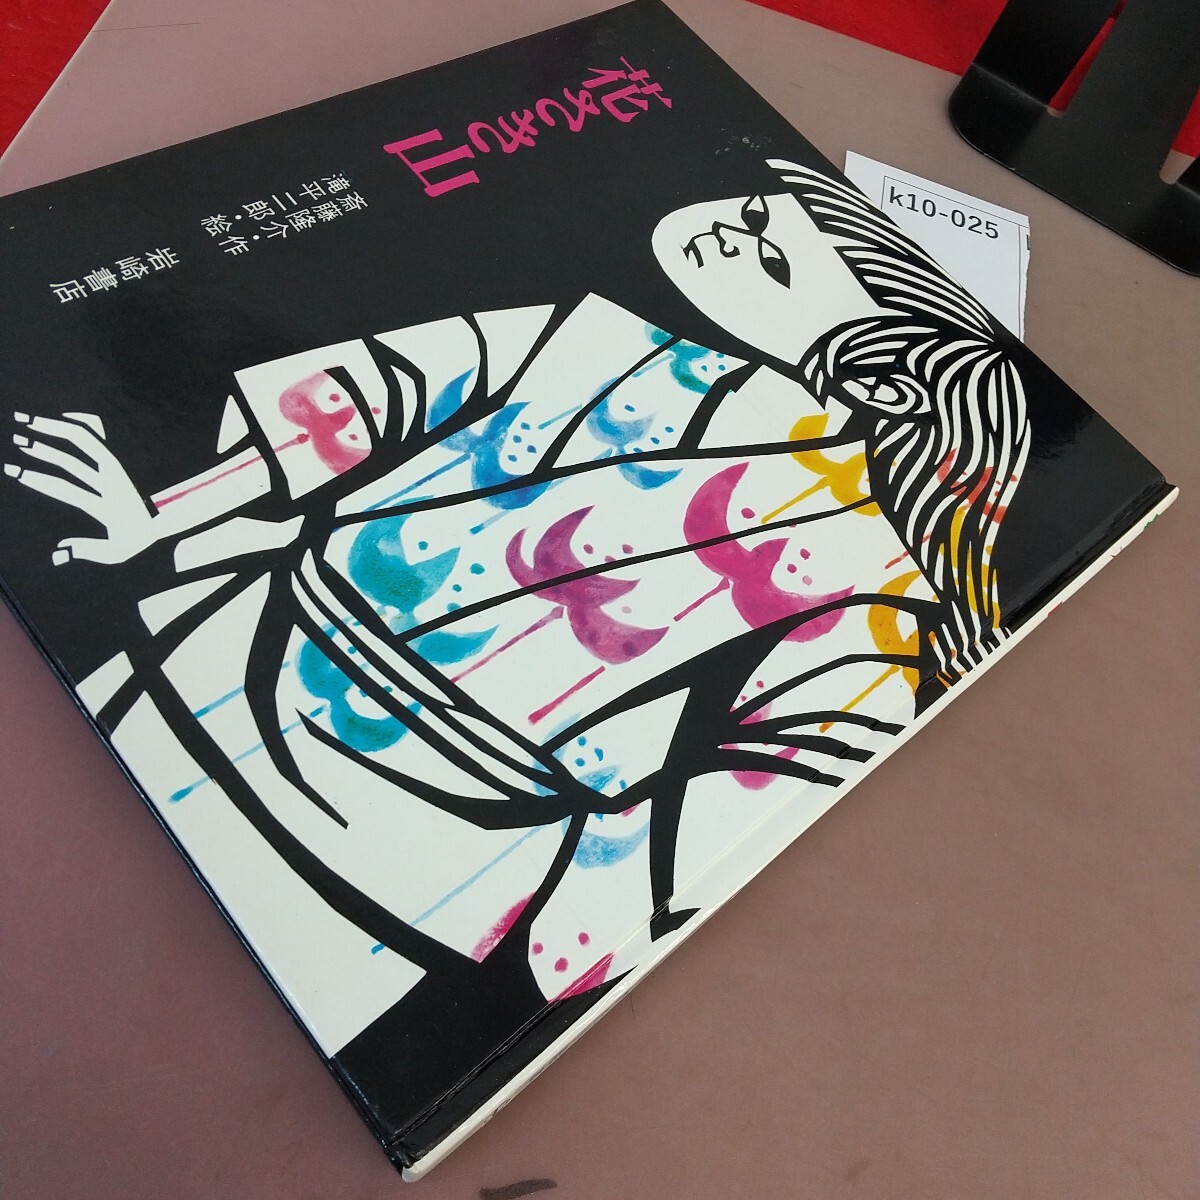 花さき山
斎藤隆介・作
滝平二郎・絵
岩崎書店
k10-025